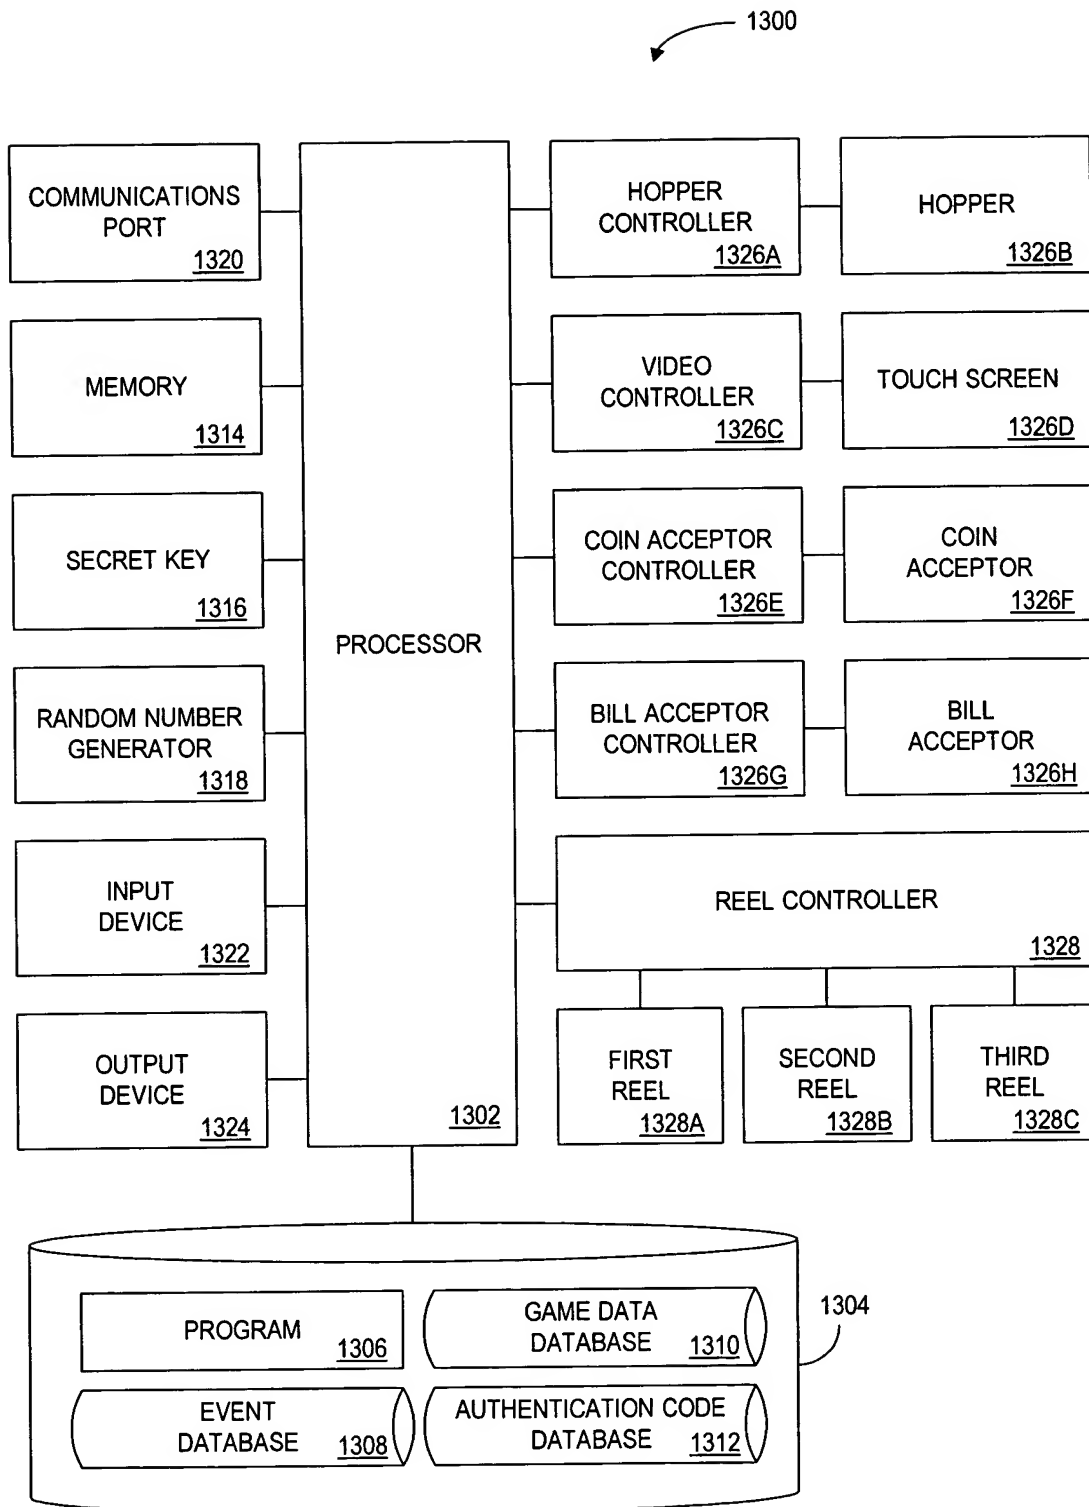 1300
COMMUNICATIONS
PORT
1320
HOPPER
CONTROLLER
1326A
HOPPER
1326B
MEMORY
1314
VIDEO
CONTROLLER
1326C
TOUCH SCREEN
1326D
SECRET KEY
1316
PROCESSOR
1302
COIN ACCEPTOR
CONTROLLER
1326E
COIN
ACCEPTOR
1326F
RANDOM NUMBER
GENERATOR
1318
BILL ACCEPTOR
CONTROLLER
1326G
BILL
ACCEPTOR
1326H
INPUT
DEVICE
1322
REEL CONTROLLER
1328
OUTPUT
DEVICE
1324
FIRST
REEL
1328A
SECOND
REEL
1328B
THIRD
REEL
1328C
1304
PROGRAM
1306
GAME DATA
DATABASE
1310
EVENT
DATABASE
1308
AUTHENTICATION CODE
DATABASE
1312